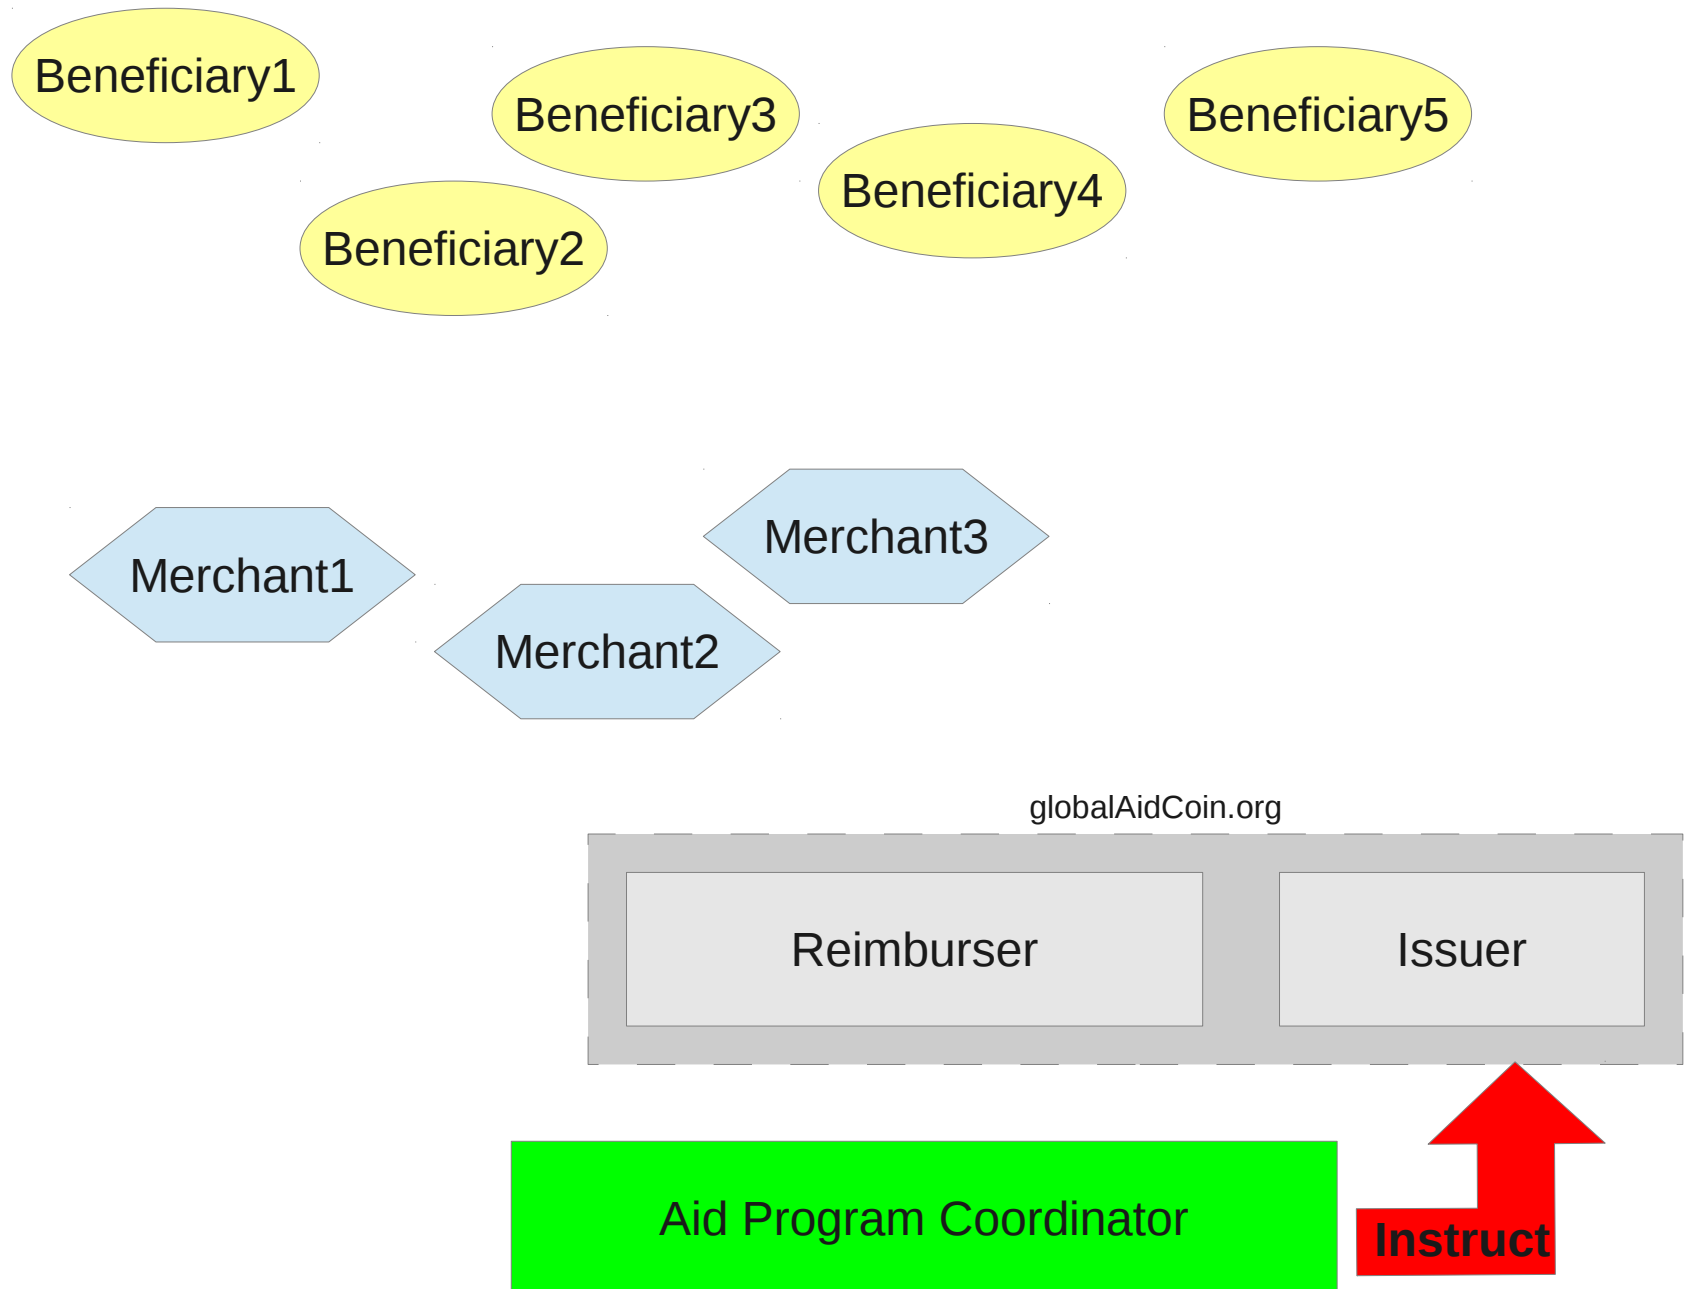 Beneficiary1
Beneficiary3
Beneficiary5
Beneficiary4
Beneficiary2
Merchant3
Merchant1
Merchant2
globalAidCoin.org
Reimburser
Issuer
Aid Program Coordinator
Instruct